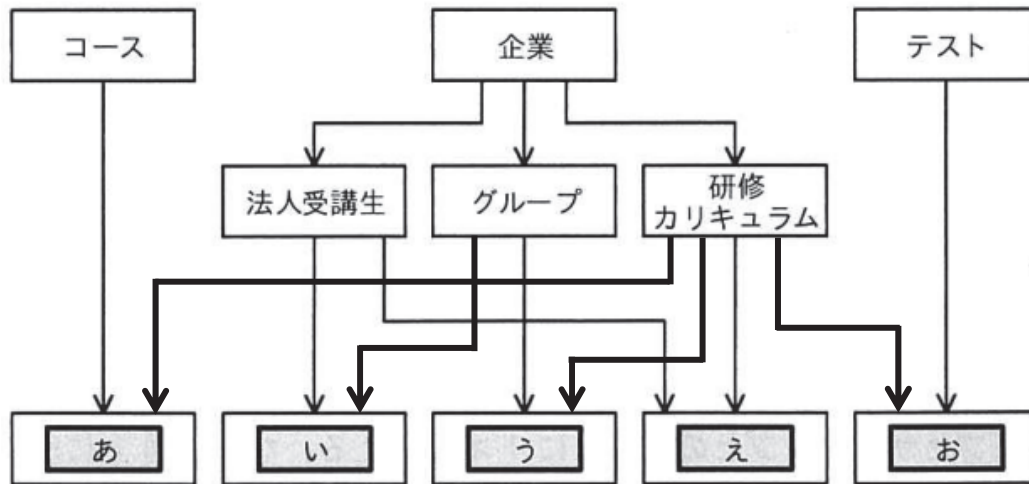 コース
企業
テスト
法人受講生
グループ
研修
カリキュラム
あ
い
う
え
お